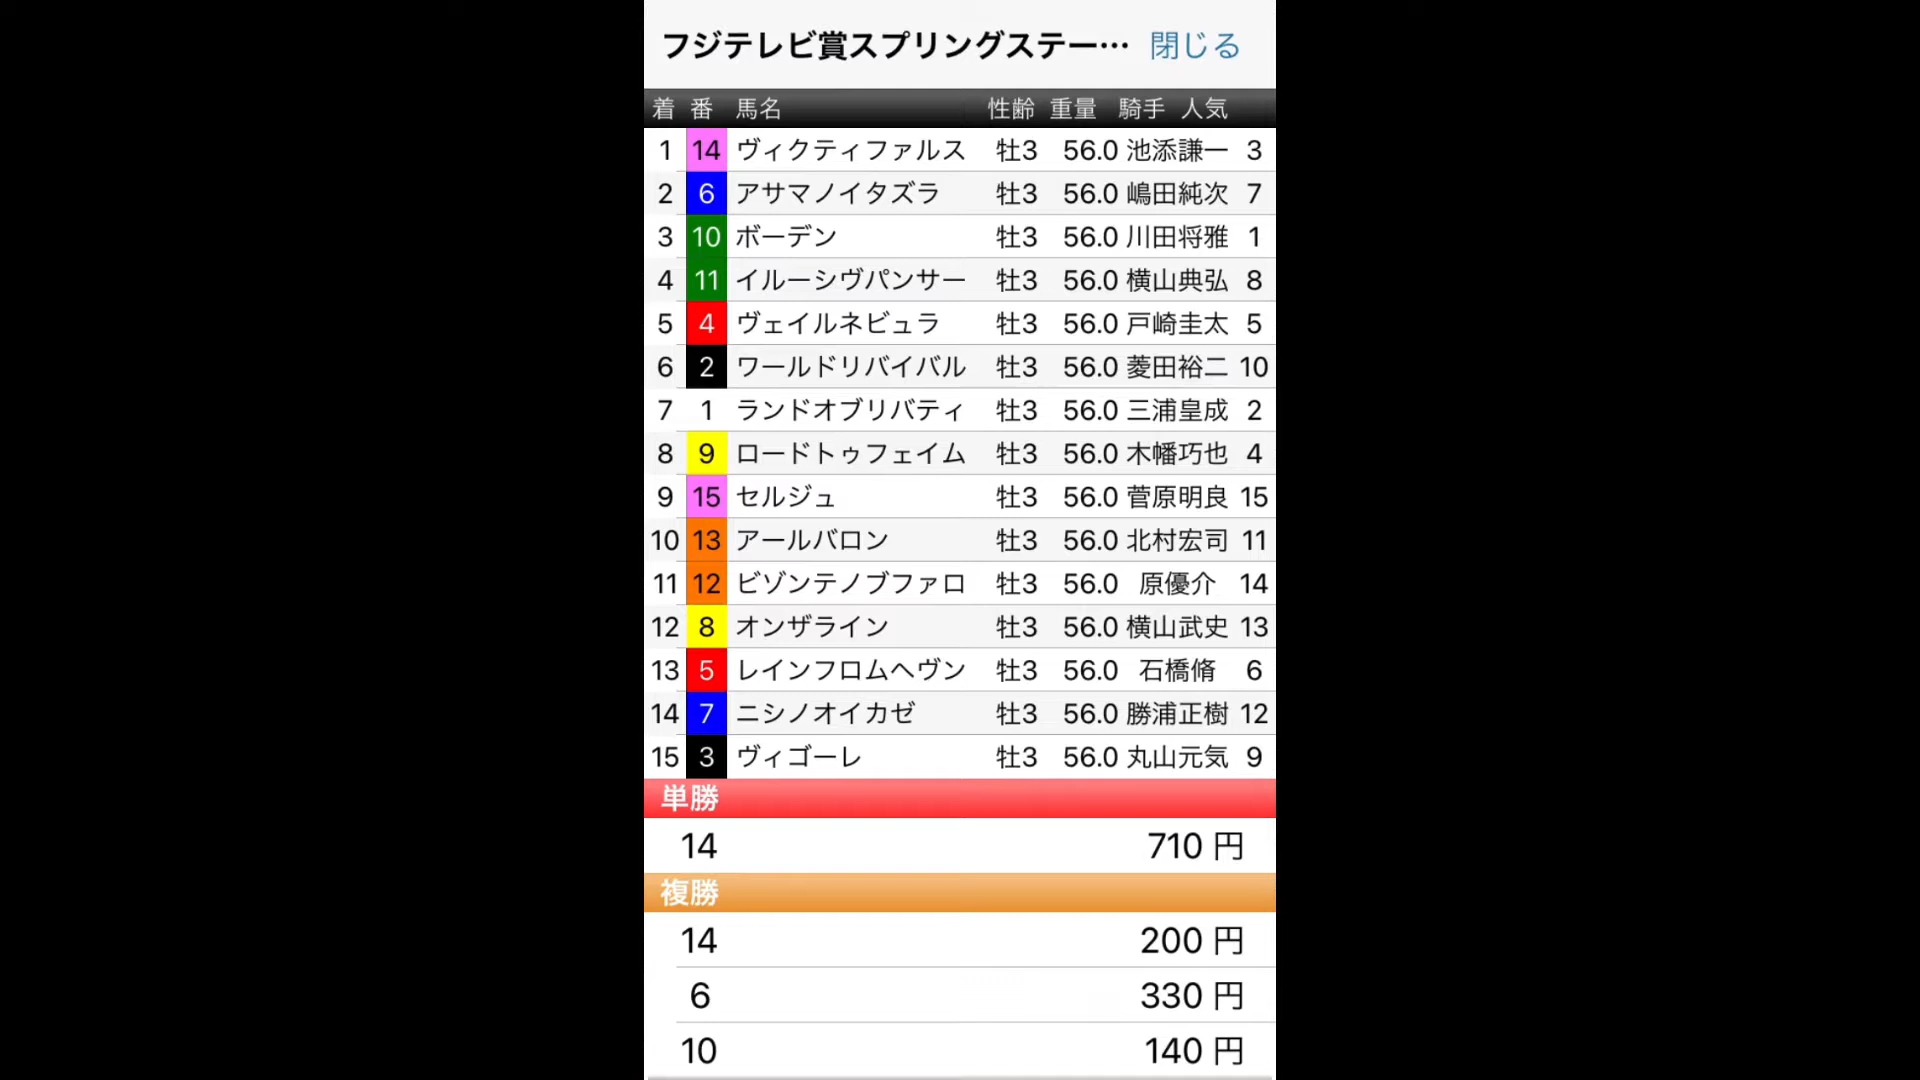 フジテレビ賞スプリングステー… 閉じる
着 番 馬名 性齢 重量 騎手 人気
1 14 ヴィクティファルス 牡3 56.0 池添謙一 3
2 6 アサマノイタズラ 牡3 56.0 嶋田純次 7
3 10 ボーデン 牡3 56.0 川田将雅 1
4 11 イルーシヴパンサー 牡3 56.0 横山典弘 8
5 4 ヴェイルネビュラ 牡3 56.0 戸崎圭太 5
6 2 ワールドリバイバル 牡3 56.0 菱田裕二 10
7 1 ランドオブリバティ 牡3 56.0 三浦皇成 2
8 9 ロードトゥフェイム 牡3 56.0 木幡巧也 4
9 15 セルジュ 牡3 56.0 菅原明良 15
10 13 アールバロン 牡3 56.0 北村宏司 11
11 12 ビゾンテノブファロ 牡3 56.0 原優介 14
12 8 オンザライン 牡3 56.0 横山武史 13
13 5 レインフロムヘヴン 牡3 56.0 石橋脩 6
14 7 ニシノオイカゼ 牡3 56.0 勝浦正樹 12
15 3 ヴィゴーレ 牡3 56.0 丸山元気 9
単勝
14 710 円
複勝
14 200 円
6 330 円
10 140 円